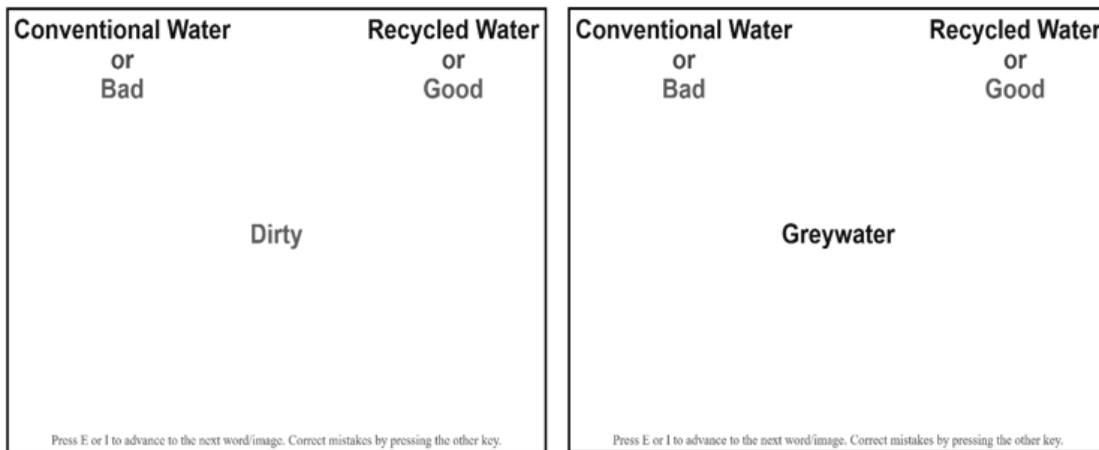 Conventional Water
or
Bad
Recycled Water
or
Good
Dirty
Press E or I to advance to the next word/image. Correct mistakes by pressing the other key.
Conventional Water
or
Bad
Recycled Water
or
Good
Greywater
Press E or I to advance to the next word/image. Correct mistakes by pressing the other key.